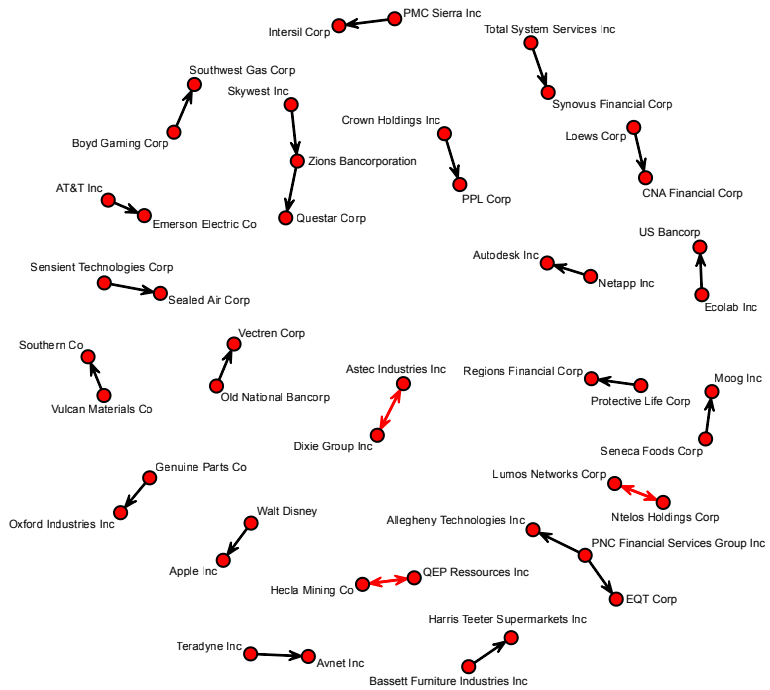 PMC Sierra Inc
Intersil Corp
Total System Services Inc
Southwest Gas Corp
Skywest Inc
Synovus Financial Corp
Crown Holdings Inc
Loews Corp
Boyd Gaming Corp
Zions Bancorporation
AT&T Inc
CNA Financial Corp
PPL Corp
Emerson Electric Co
Questar Corp
US Bancorp
Autodesk Inc
Sensient Technologies Corp
Netapp Inc
Sealed Air Corp
Ecolab Inc
Vectren Corp
Southern Co
Astec Industries Inc
Regions Financial Corp
Moog Inc
Old National Bancorp
Protective Life Corp
Vulcan Materials Co
Dixie Group Inc
Seneca Foods Corp
Genuine Parts Co
Lumos Networks Corp
Walt Disney
Ntelos Holdings Corp
Oxford Industries Inc
Allegheny Technologies Inc
PNC Financial Services Group Inc
Apple Inc
QEP Ressources Inc
Hecla Mining Co
EQT Corp
Harris Teeter Supermarkets Inc
Teradyne Inc
Avnet Inc
Bassett Furniture Industries Inc